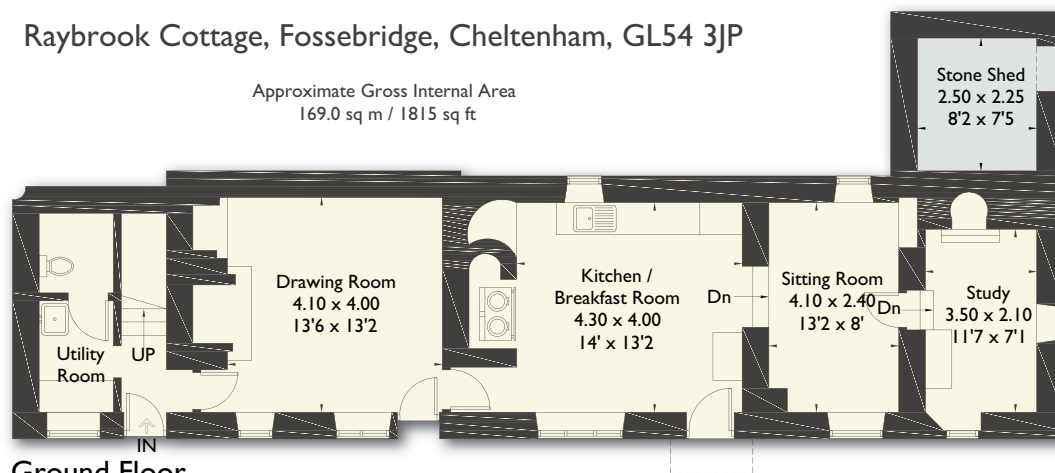 Raybrook Cottage, Fossebridge, Cheltenham, GL54 3JP
Approximate Gross Internal Area
169.0 sq m / 1815 sq ft
Stone Shed
2.50 x 2.25
8'2 x 7'5
Drawing Room
4.10 x 4.00
13'6 x 13'2
Kitchen /
Breakfast Room
4.30 x 4.00
14' x 13'2
Dn
Sitting Room
4.10 x 2.40
13'2 x 8'
Dn
Study
3.50 x 2.10
11'7 x 7'1
Utility
Room
UP
IN
Ground Floor